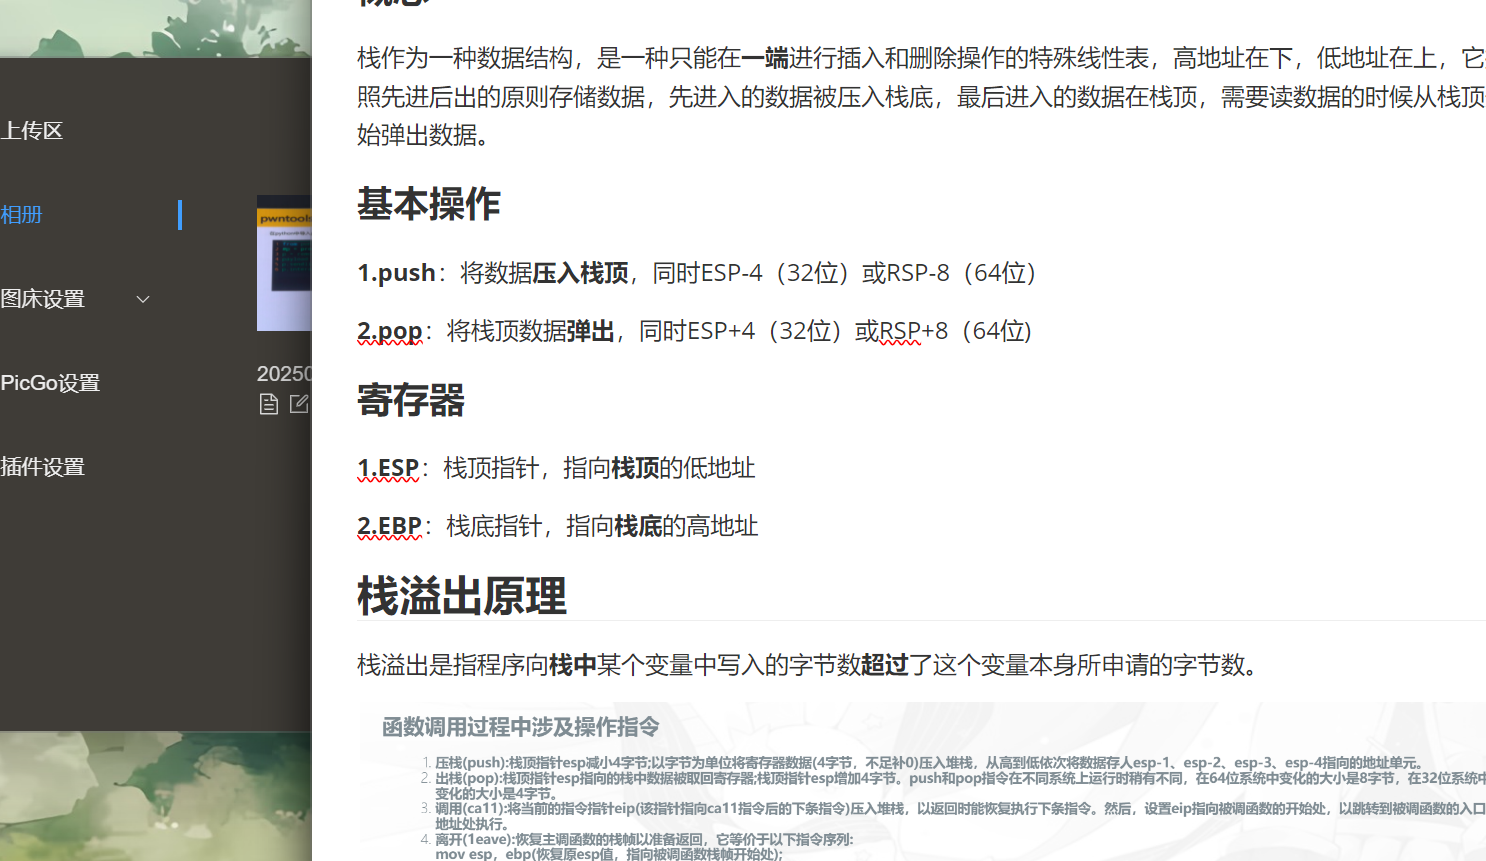 上传区
相册
图床设置
PicGo设置
插件设置
pwntools
20250
栈作为一种数据结构，是一种只能在一端进行插入和删除操作的特殊线性表，高地址在下，低地址在上，它
照先进后出的原则存储数据，先进入的数据被压入栈底，最后进入的数据在栈顶，需要读数据的时候从栈顶
始弹出数据。
基本操作
1.push：将数据压入栈顶，同时ESP-4（32位）或RSP-8（64位）
2.pop：将栈顶数据弹出，同时ESP+4（32位）或RSP+8（64位)
寄存器
1.ESP：栈顶指针，指向栈顶的低地址
2.EBP：栈底指针，指向栈底的高地址
栈溢出原理
栈溢出是指程序向栈中某个变量中写入的字节数超过了这个变量本身所申请的字节数。
函数调用过程中涉及操作指令
1. 压栈(push):栈顶指针esp减小4字节;以字节为单位将寄存器数据(4字节，不足补0)压入堆栈，从高到低依次将数据存人esp-1、esp-2、esp-3、esp-4指向的地址单元。
2. 出栈(pop):栈顶指针esp指向的栈中数据被取回寄存器;栈顶指针esp增加4字节。push和pop指令在不同系统上运行时稍有不同，在64位系统中变化的大小是8字节，在32位系统中
变化的大小是4字节。
3. 调用(ca11):将当前的指令指针eip(该指针指向ca11指令后的下条指令)压入堆栈，以返回时能恢复执行下条指令。然后，设置eip指向被调函数的开始处，以跳转到被调函数的入口
地址处执行。
4. 离开(1eave):恢复主调函数的栈帧以准备返回，它等价于以下指令序列:
mov esp，ebp(恢复原esp值，指向被调函数栈帧开始处);